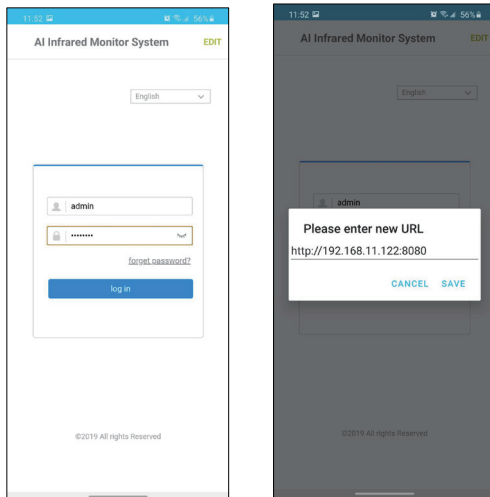 11:52 56%
AI Infrared Monitor System EDIT
English
admin
••••••••
forget password?
log in
©2019 All rights Reserved
11:52 56%
AI Infrared Monitor System EDIT
English
admin
Please enter new URL
http://192.168.11.122:8080
CANCEL SAVE
©2019 All rights Reserved